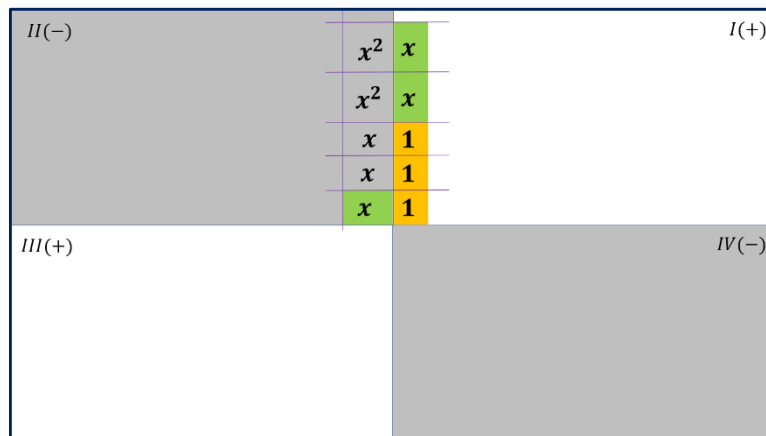 II(−) I(+)
x² x
x² x
x 1
x 1
x 1
III(+) IV(−)